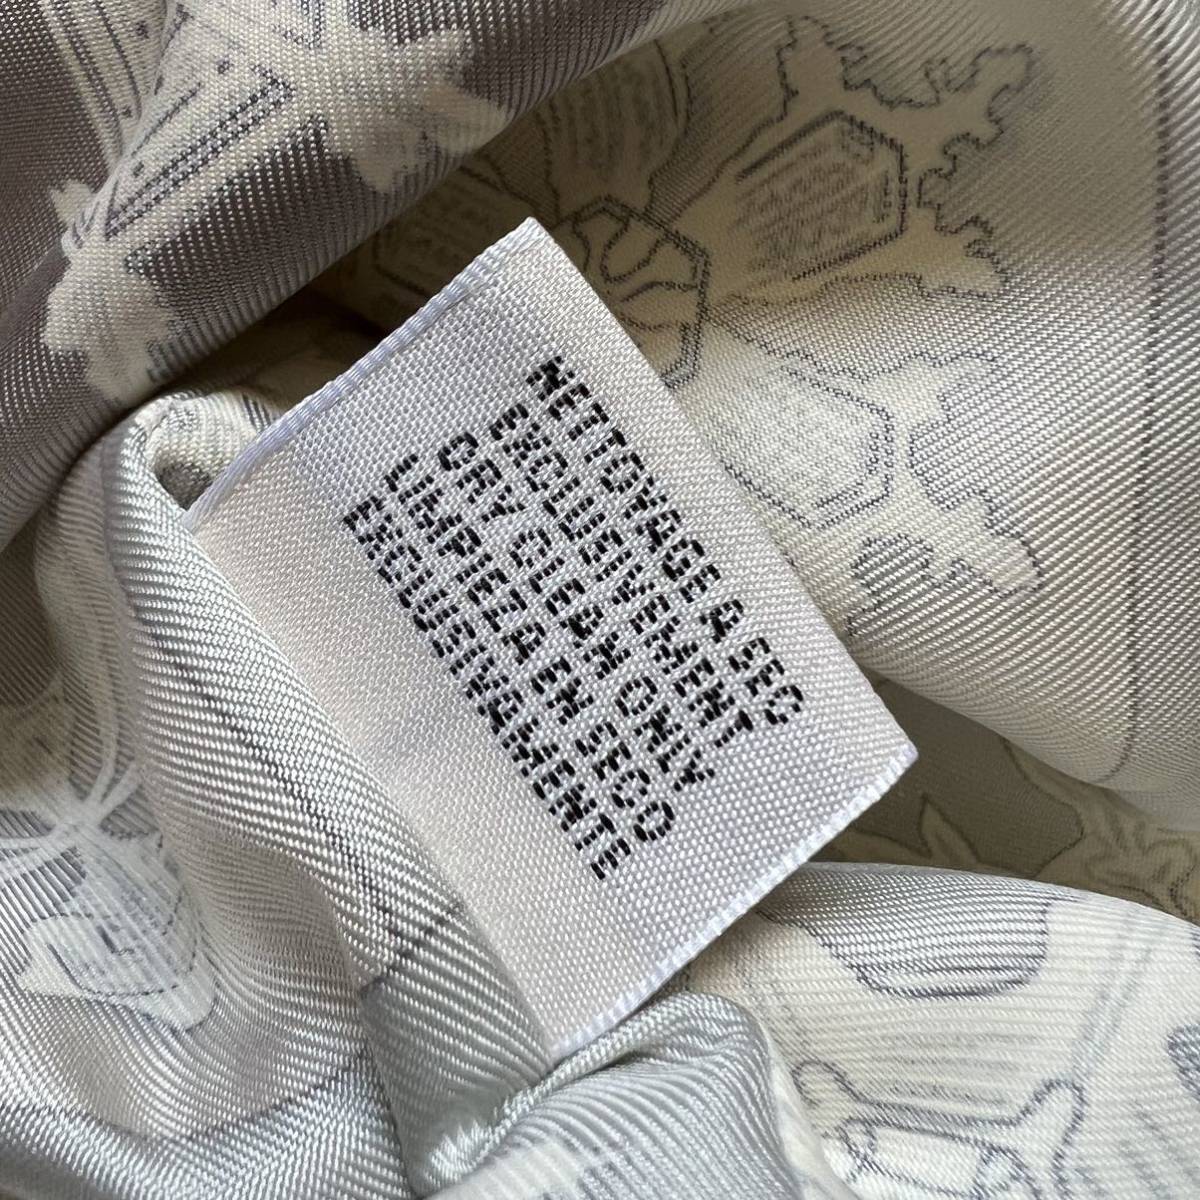 NETTOYAGE A SEC
EXCLUSIVEMENT
DRY CLEAN ONLY
LIMPIEZA EN SECO
EXCLUSIVAMENTE